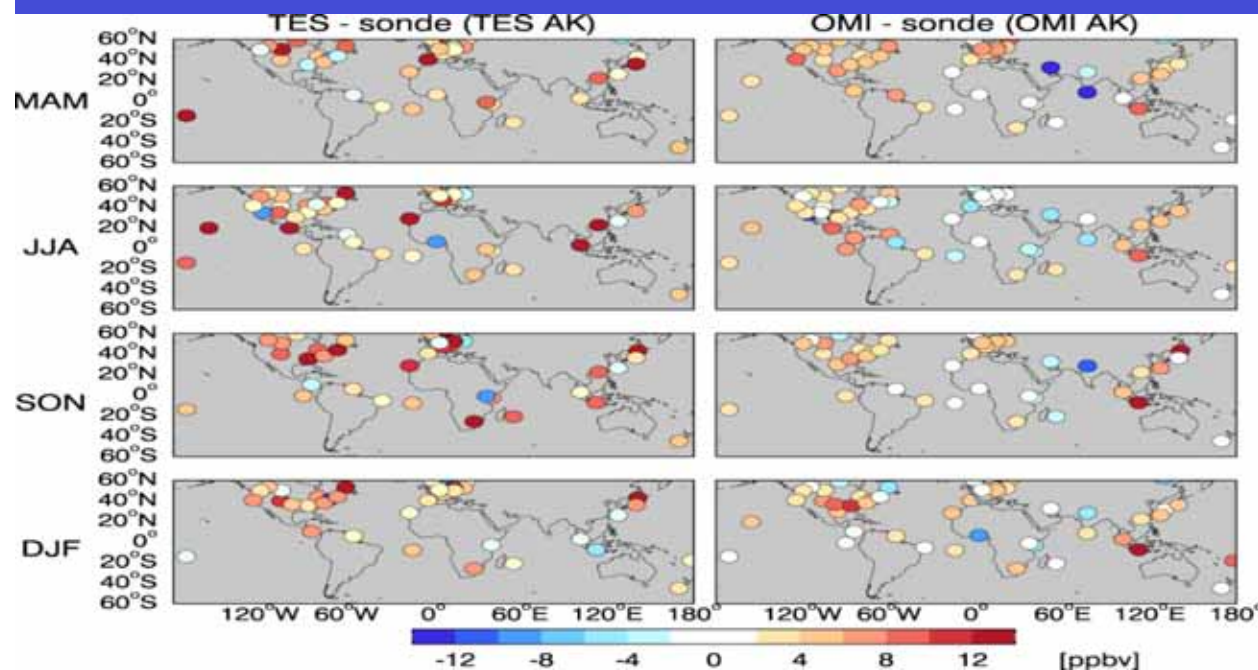 TES - sonde (TES AK) OMI - sonde (OMI AK)
60°N
40°N
20°N
MAM 0°
20°S
40°S
60°S
60°N
40°N
20°N
JJA 0°
20°S
40°S
60°S
60°N
40°N
20°N
SON 0°
20°S
40°S
60°S
60°N
40°N
20°N
DJF 0°
20°S
40°S
60°S
120°W 60°W 0° 60°E 120°E 180° 120°W 60°W 0° 60°E 120°E 180°
-12 -8 -4 0 4 8 12 [ppbv]